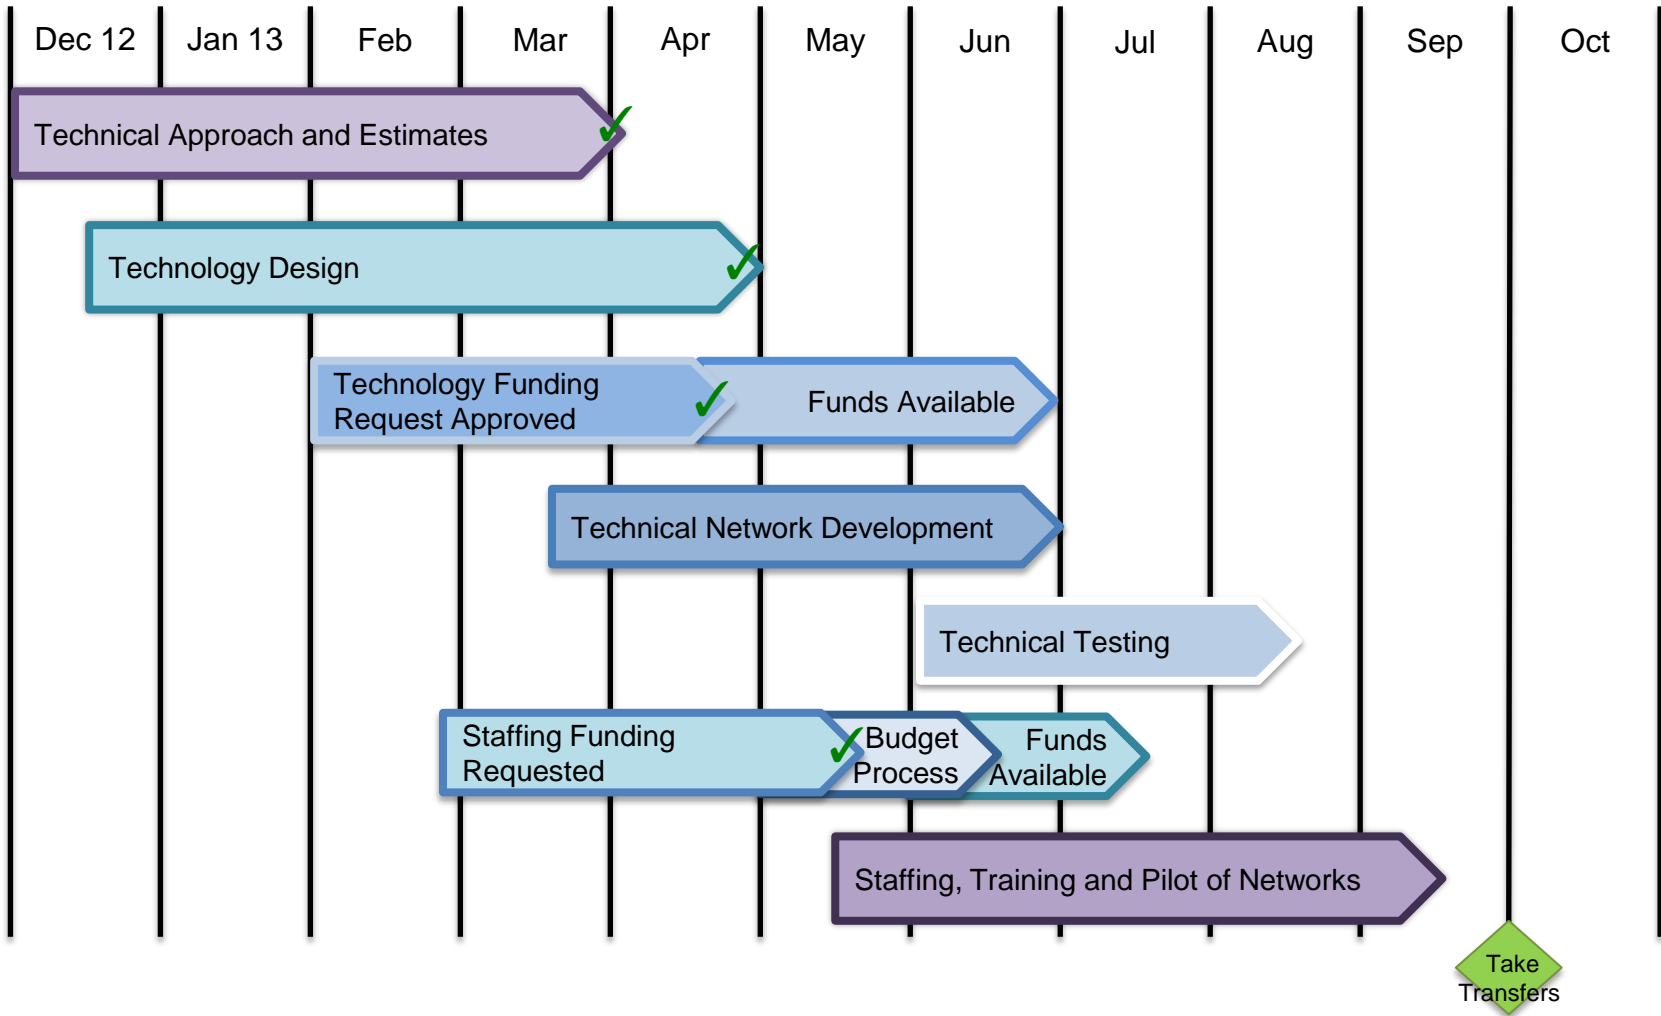 Dec 12 Jan 13 Feb Mar Apr May Jun Jul Aug Sep Oct
Technical Approach and Estimates
Technology Design
Technology Funding
Request Approved
Funds Available
Technical Network Development
Technical Testing
Staffing Funding
Requested
Budget
Process
Funds
Available
Staffing, Training and Pilot of Networks
Take
Transfers